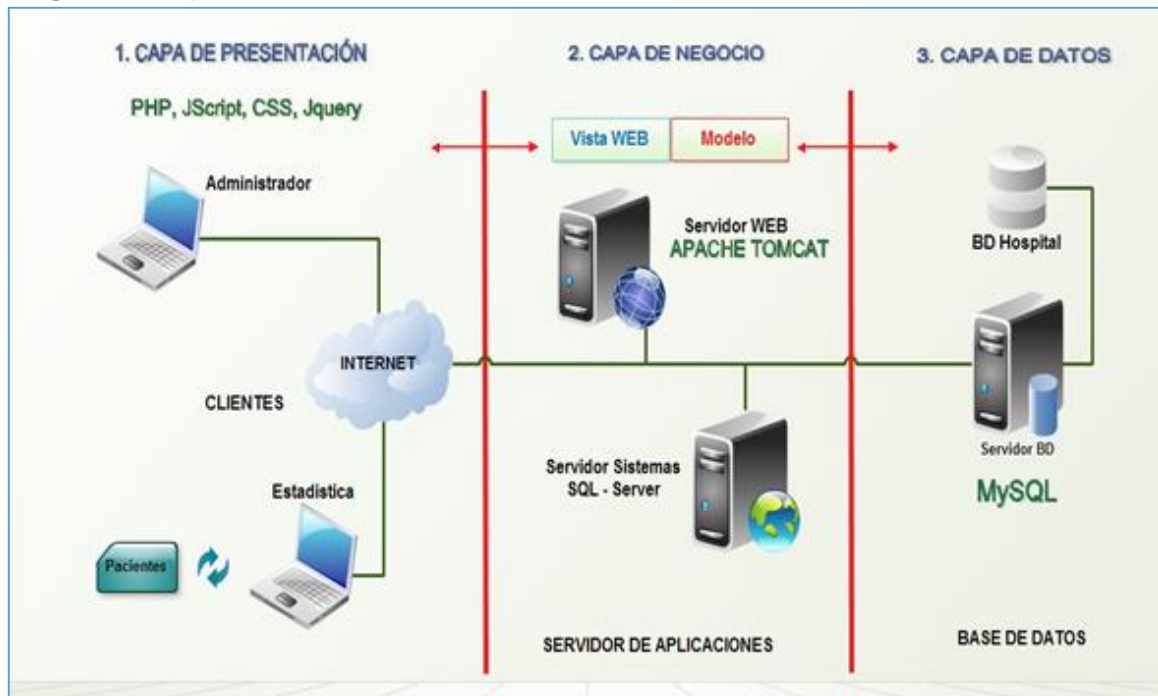 1. CAPA DE PRESENTACIÓN
2. CAPA DE NEGOCIO
3. CAPA DE DATOS
PHP, JScript, CSS, Jquery
Vista WEB
Modelo
Administrador
Servidor WEB
APACHE TOMCAT
BD Hospital
INTERNET
CLIENTES
Servidor BD
MySQL
Servidor Sistemas
SQL - Server
Estadistica
Pacientes
SERVIDOR DE APLICACIONES
BASE DE DATOS